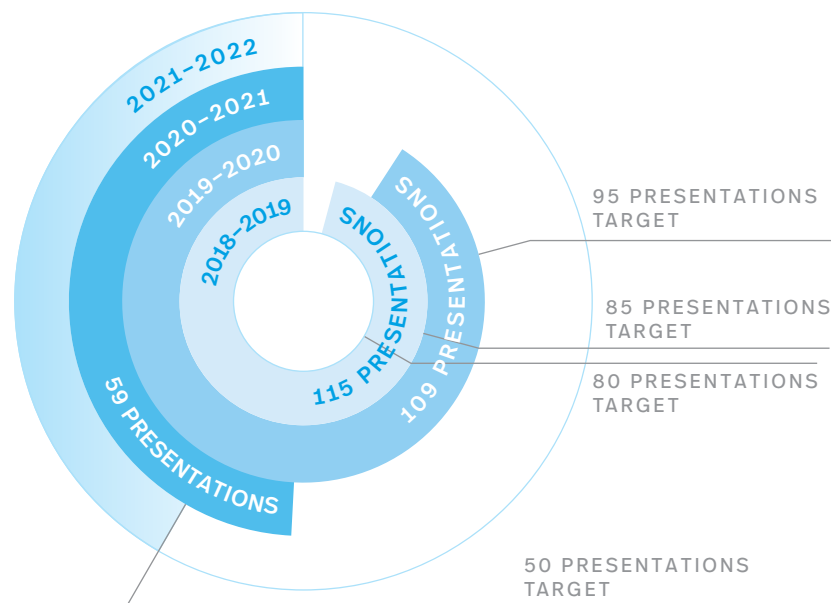 2021–2022
2020–2021
2019–2020
2018–2019
115 PRESENTATIONS
109 PRESENTATIONS
59 PRESENTATIONS
95 PRESENTATIONS
TARGET
85 PRESENTATIONS
TARGET
80 PRESENTATIONS
TARGET
50 PRESENTATIONS
TARGET